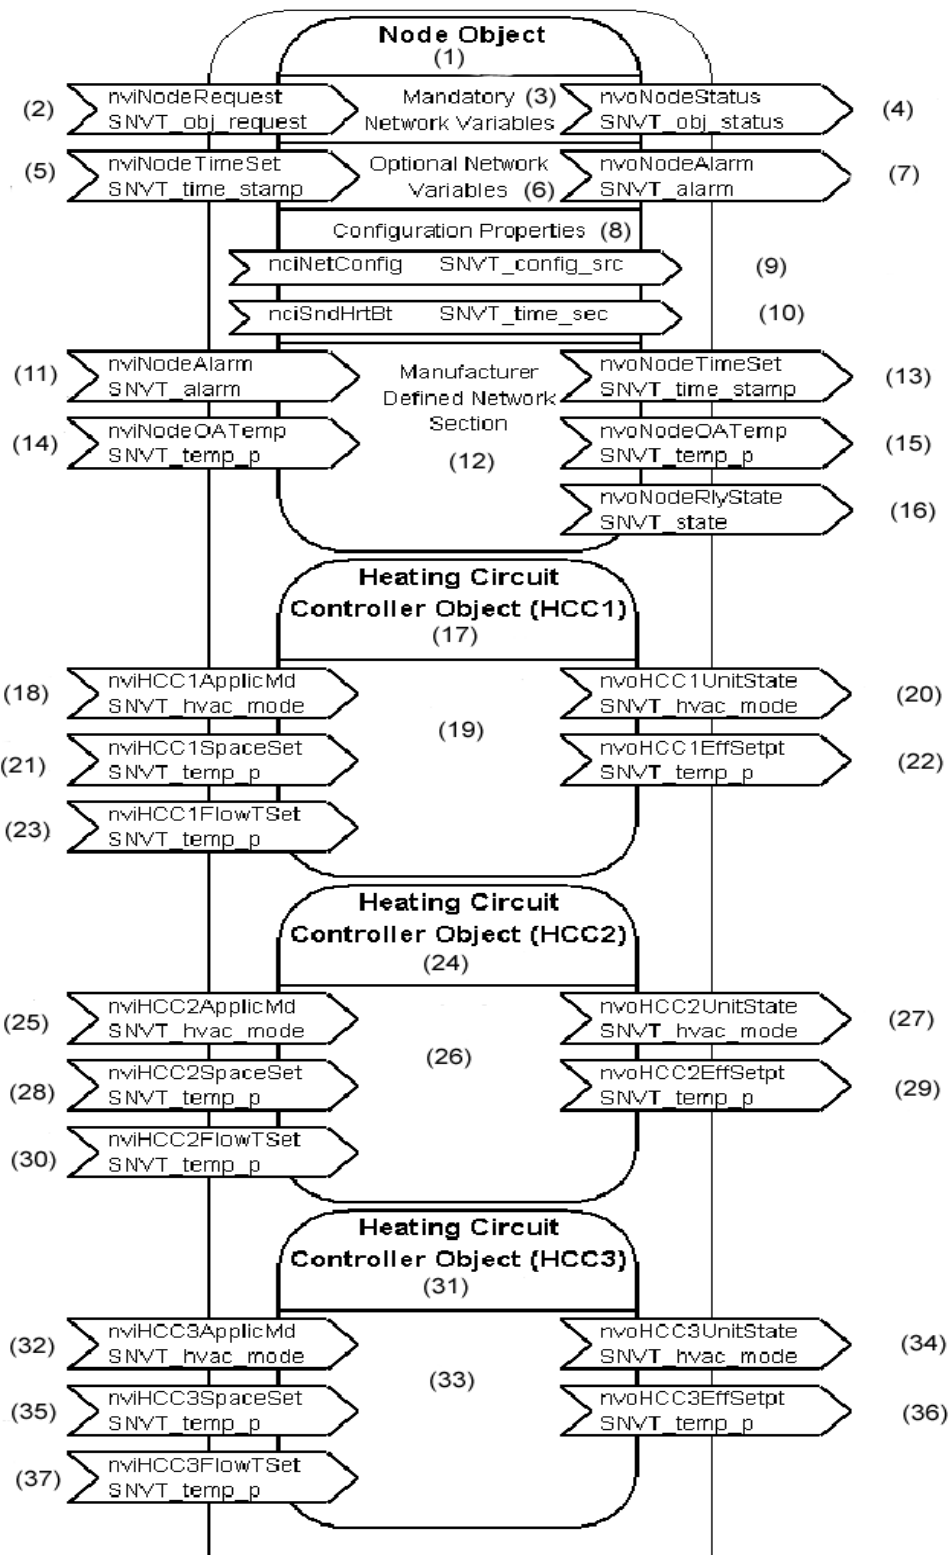 Node Object
(1)
(2) nviNodeRequest Mandatory (3) nvoNodeStatus (4)
SNVT_obj_request Network Variables SNVT_obj_status
(5) nviNodeTimeSet Optional Network nvoNodeAlarm (7)
SNVT_time_stamp Variables (6) SNVT_alarm
Configuration Properties (8)
nciNetConfig SNVT_config_src (9)
nciSndHrtBt SNVT_time_sec (10)
(11) nviNodeAlarm Manufacturer nvoNodeTimeSet (13)
SNVT_alarm Defined Network SNVT_time_stamp
(14) nviNodeOATemp Section nvoNodeOATemp (15)
SNVT_temp_p (12) SNVT_temp_p
nvoNodeRlyState (16)
SNVT_state
Heating Circuit
Controller Object (HCC1)
(17)
(18) nviHCC1ApplicMd nvoHCC1UnitState (20)
SNVT_hvac_mode (19) SNVT_hvac_mode
(21) nviHCC1SpaceSet nvoHCC1EffSetpt (22)
SNVT_temp_p SNVT_temp_p
(23) nviHCC1FlowTSet
SNVT_temp_p
Heating Circuit
Controller Object (HCC2)
(24)
(25) nviHCC2ApplicMd nvoHCC2UnitState (27)
SNVT_hvac_mode (26) SNVT_hvac_mode
(28) nviHCC2SpaceSet nvoHCC2EffSetpt (29)
SNVT_temp_p SNVT_temp_p
(30) nviHCC2FlowTSet
SNVT_temp_p
Heating Circuit
Controller Object (HCC3)
(31)
(32) nviHCC3ApplicMd nvoHCC3UnitState (34)
SNVT_hvac_mode (33) SNVT_hvac_mode
(35) nviHCC3SpaceSet nvoHCC3EffSetpt (36)
SNVT_temp_p SNVT_temp_p
(37) nviHCC3FlowTSet
SNVT_temp_p